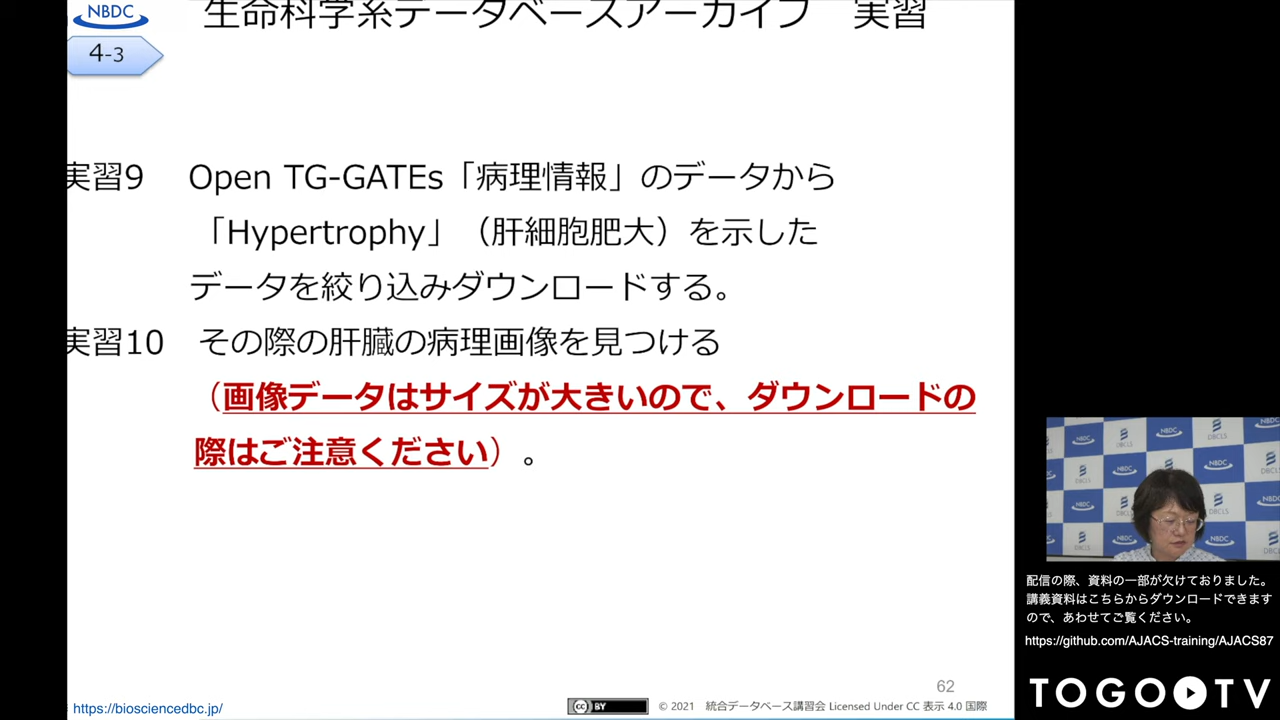 NBDC
生命科学系データベースアーカイブ　実習
4-3
実習9　Open TG-GATEs「病理情報」のデータから
「Hypertrophy」（肝細胞肥大）を示した
データを絞り込みダウンロードする。
実習10　その際の肝臓の病理画像を見つける
（画像データはサイズが大きいので、ダウンロードの
際はご注意ください）。
62
https://biosciencedbc.jp/
CC BY
© 2021　統合データベース講習会 Licensed Under CC 表示 4.0 国際
NBDC
DBCLS
配信の際、資料の一部が欠けておりました。
講義資料はこちらからダウンロードできます
ので、あわせてご覧ください。
https://github.com/AJACS-training/AJACS87
TOGO TV